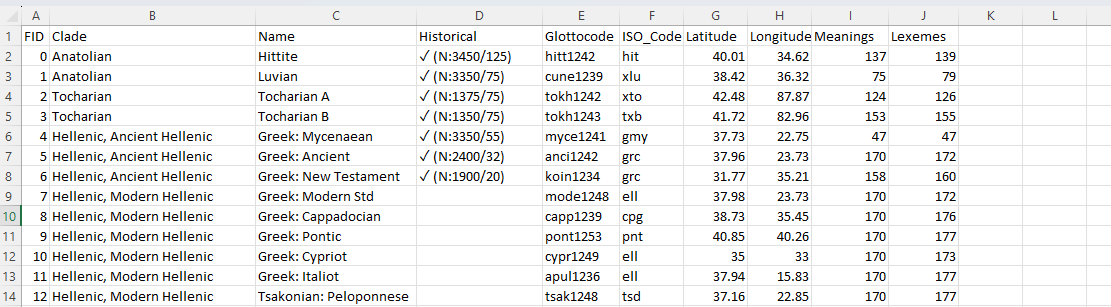 A B C D E F G H I J K L
1 FID Clade Name Historical Glottocode ISO_Code Latitude Longitude Meanings Lexemes
2 0 Anatolian Hittite ✓ (N:3450/125) hitt1242 hit 40.01 34.62 137 139
3 1 Anatolian Luvian ✓ (N:3350/75) cune1239 xlu 38.42 36.32 75 79
4 2 Tocharian Tocharian A ✓ (N:1375/75) tokh1242 xto 42.48 87.87 124 126
5 3 Tocharian Tocharian B ✓ (N:1350/75) tokh1243 txb 41.72 82.96 153 155
6 4 Hellenic, Ancient Hellenic Greek: Mycenaean ✓ (N:3350/55) myce1241 gmy 37.73 22.75 47 47
7 5 Hellenic, Ancient Hellenic Greek: Ancient ✓ (N:2400/32) anci1242 grc 37.96 23.73 170 172
8 6 Hellenic, Ancient Hellenic Greek: New Testament ✓ (N:1900/20) koin1234 grc 31.77 35.21 158 160
9 7 Hellenic, Modern Hellenic Greek: Modern Std mode1248 ell 37.98 23.73 170 172
10 8 Hellenic, Modern Hellenic Greek: Cappadocian capp1239 cpg 38.73 35.45 170 176
11 9 Hellenic, Modern Hellenic Greek: Pontic pont1253 pnt 40.85 40.26 170 177
12 10 Hellenic, Modern Hellenic Greek: Cypriot cypr1249 ell 35 33 170 173
13 11 Hellenic, Modern Hellenic Greek: Italiot apul1236 ell 37.94 15.83 170 177
14 12 Hellenic, Modern Hellenic Tsakonian: Peloponnese tsak1248 tsd 37.16 22.85 170 177